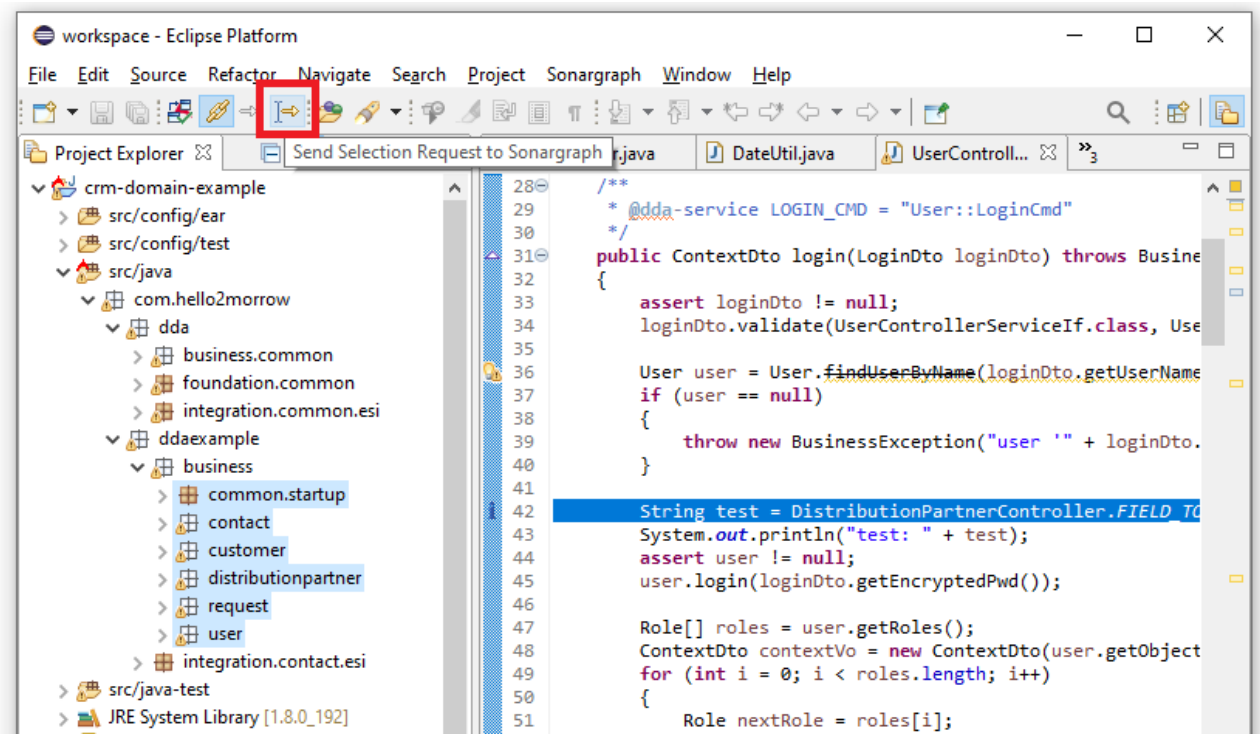 workspace - Eclipse Platform
File Edit Source Refactor Navigate Search Project Sonargraph Window Help
Send Selection Request to Sonargraph
Project Explorer
r.java
DateUtil.java
UserControll...
»3
crm-domain-example
src/config/ear
src/config/test
src/java
com.hello2morrow
dda
business.common
foundation.common
integration.common.esi
ddaexample
business
common.startup
contact
customer
distributionpartner
request
user
integration.contact.esi
src/java-test
JRE System Library [1.8.0_192]
28 /**
29 * @dda-service LOGIN_CMD = "User::LoginCmd"
30 */
31 public ContextDto login(LoginDto loginDto) throws Busine
32 {
33 assert loginDto != null;
34 loginDto.validate(UserControllerServiceIf.class, Use
35
36 User user = User.findUserByName(loginDto.getUserName
37 if (user == null)
38 {
39 throw new BusinessException("user '" + loginDto.
40 }
41
42 String test = DistributionPartnerController.FIELD_TO
43 System.out.println("test: " + test);
44 assert user != null;
45 user.login(loginDto.getEncryptedPwd());
46
47 Role[] roles = user.getRoles();
48 ContextDto contextVo = new ContextDto(user.getObject
49 for (int i = 0; i < roles.length; i++)
50 {
51 Role nextRole = roles[i];